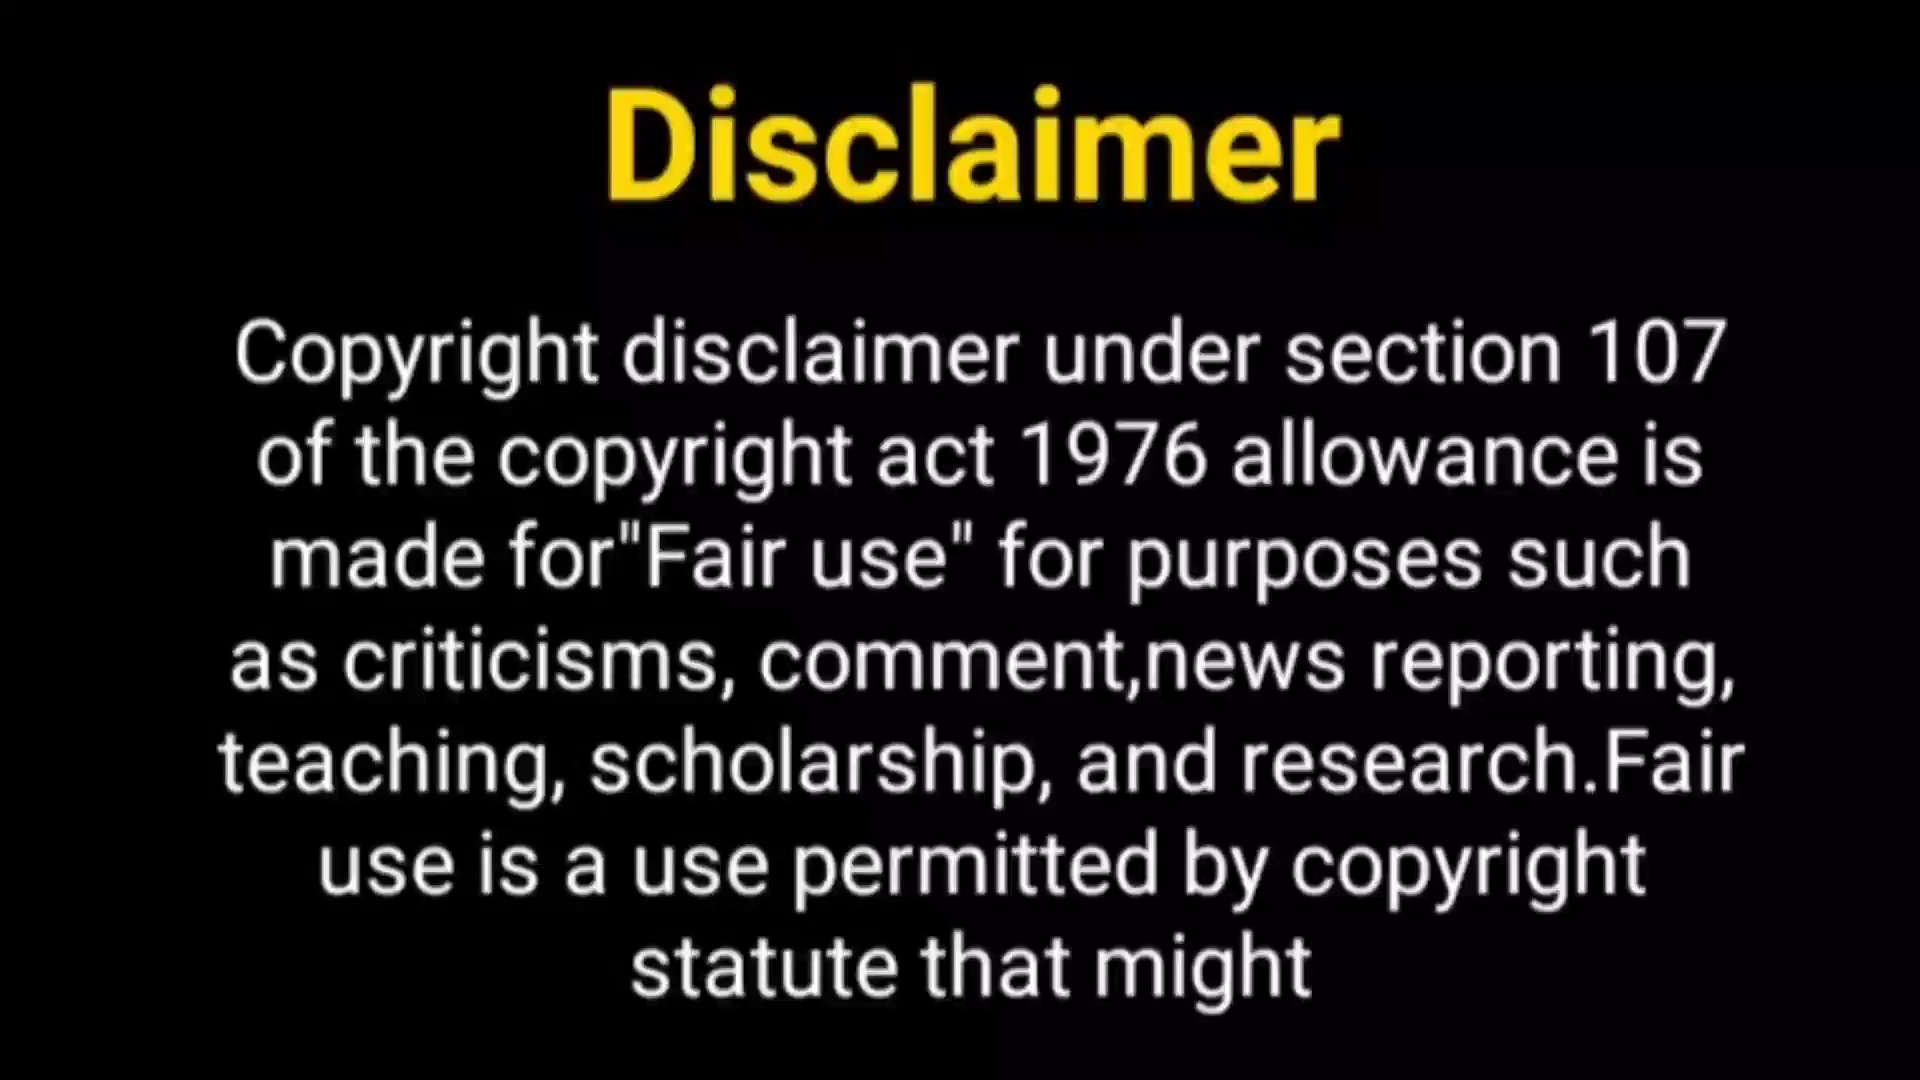 Disclaimer
Copyright disclaimer under section 107
of the copyright act 1976 allowance is
made for"Fair use" for purposes such
as criticisms, comment,news reporting,
teaching, scholarship, and research.Fair
use is a use permitted by copyright
statute that might